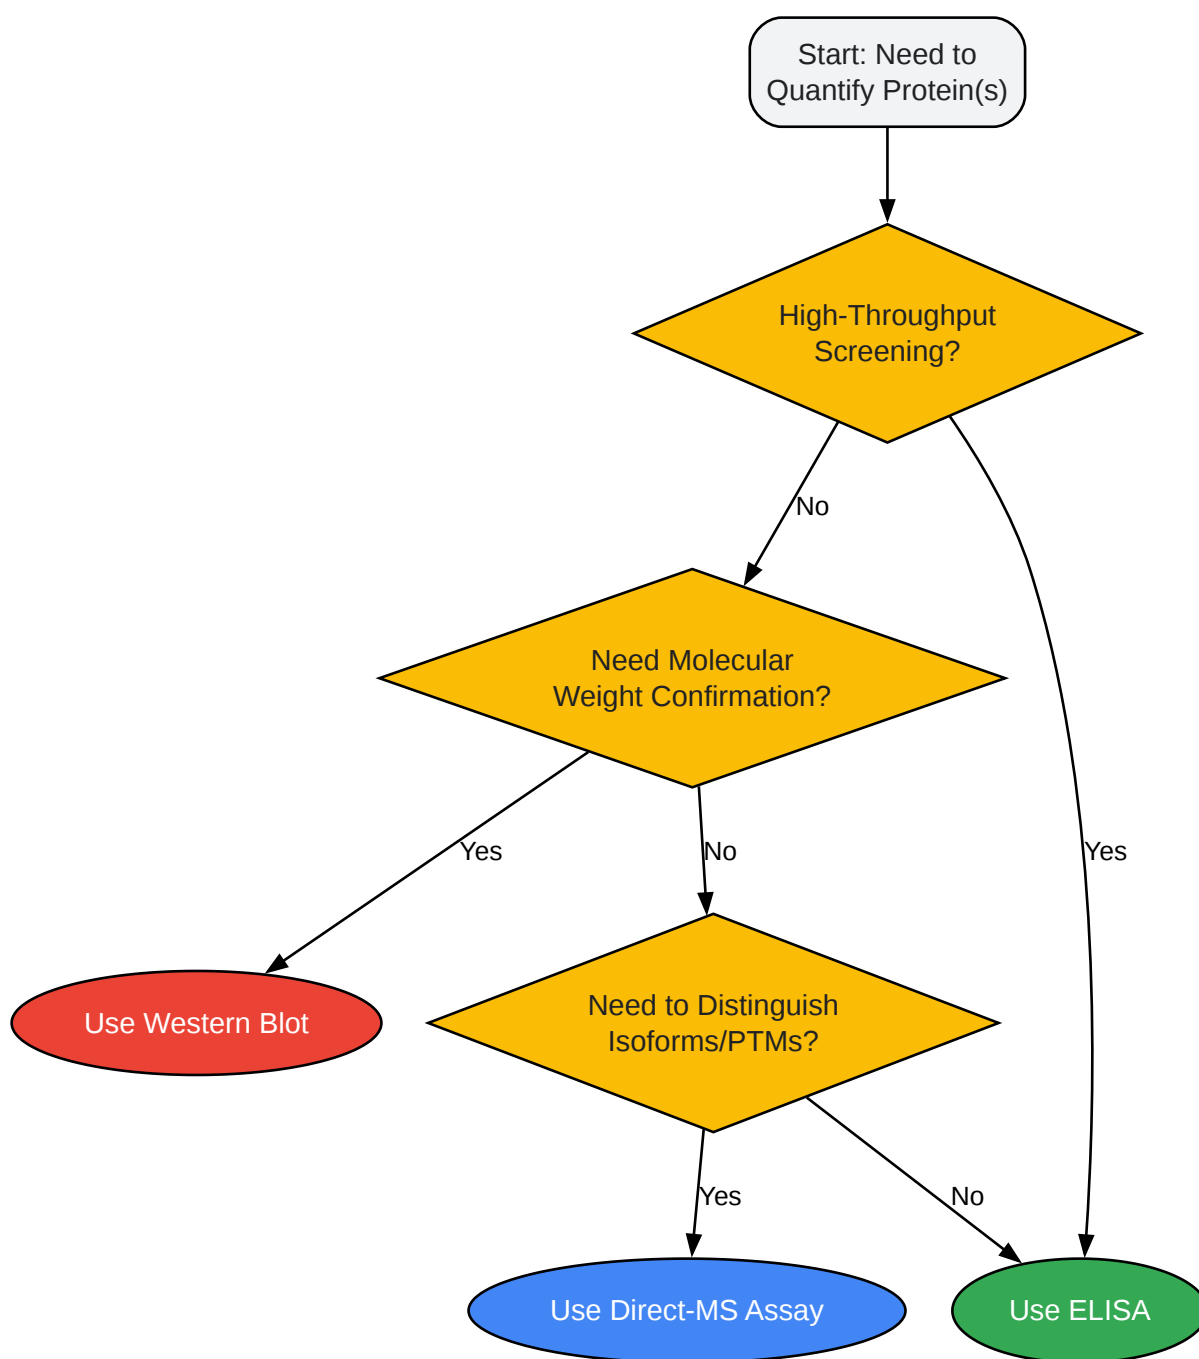 Start: Need to
Quantify Protein(s)
High-Throughput
Screening?
No
Need Molecular
Weight Confirmation?
Yes
No
Yes
Use Western Blot
Need to Distinguish
Isoforms/PTMs?
Yes
No
Use Direct-MS Assay
Use ELISA